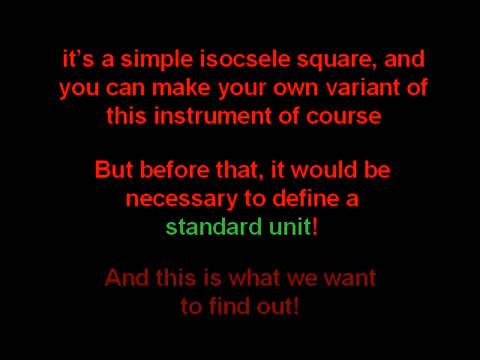 it’s a simple isocsele square, and
you can make your own variant of
this instrument of course
But before that, it would be
necessary to define a
standard unit!
And this is what we want
to find out!